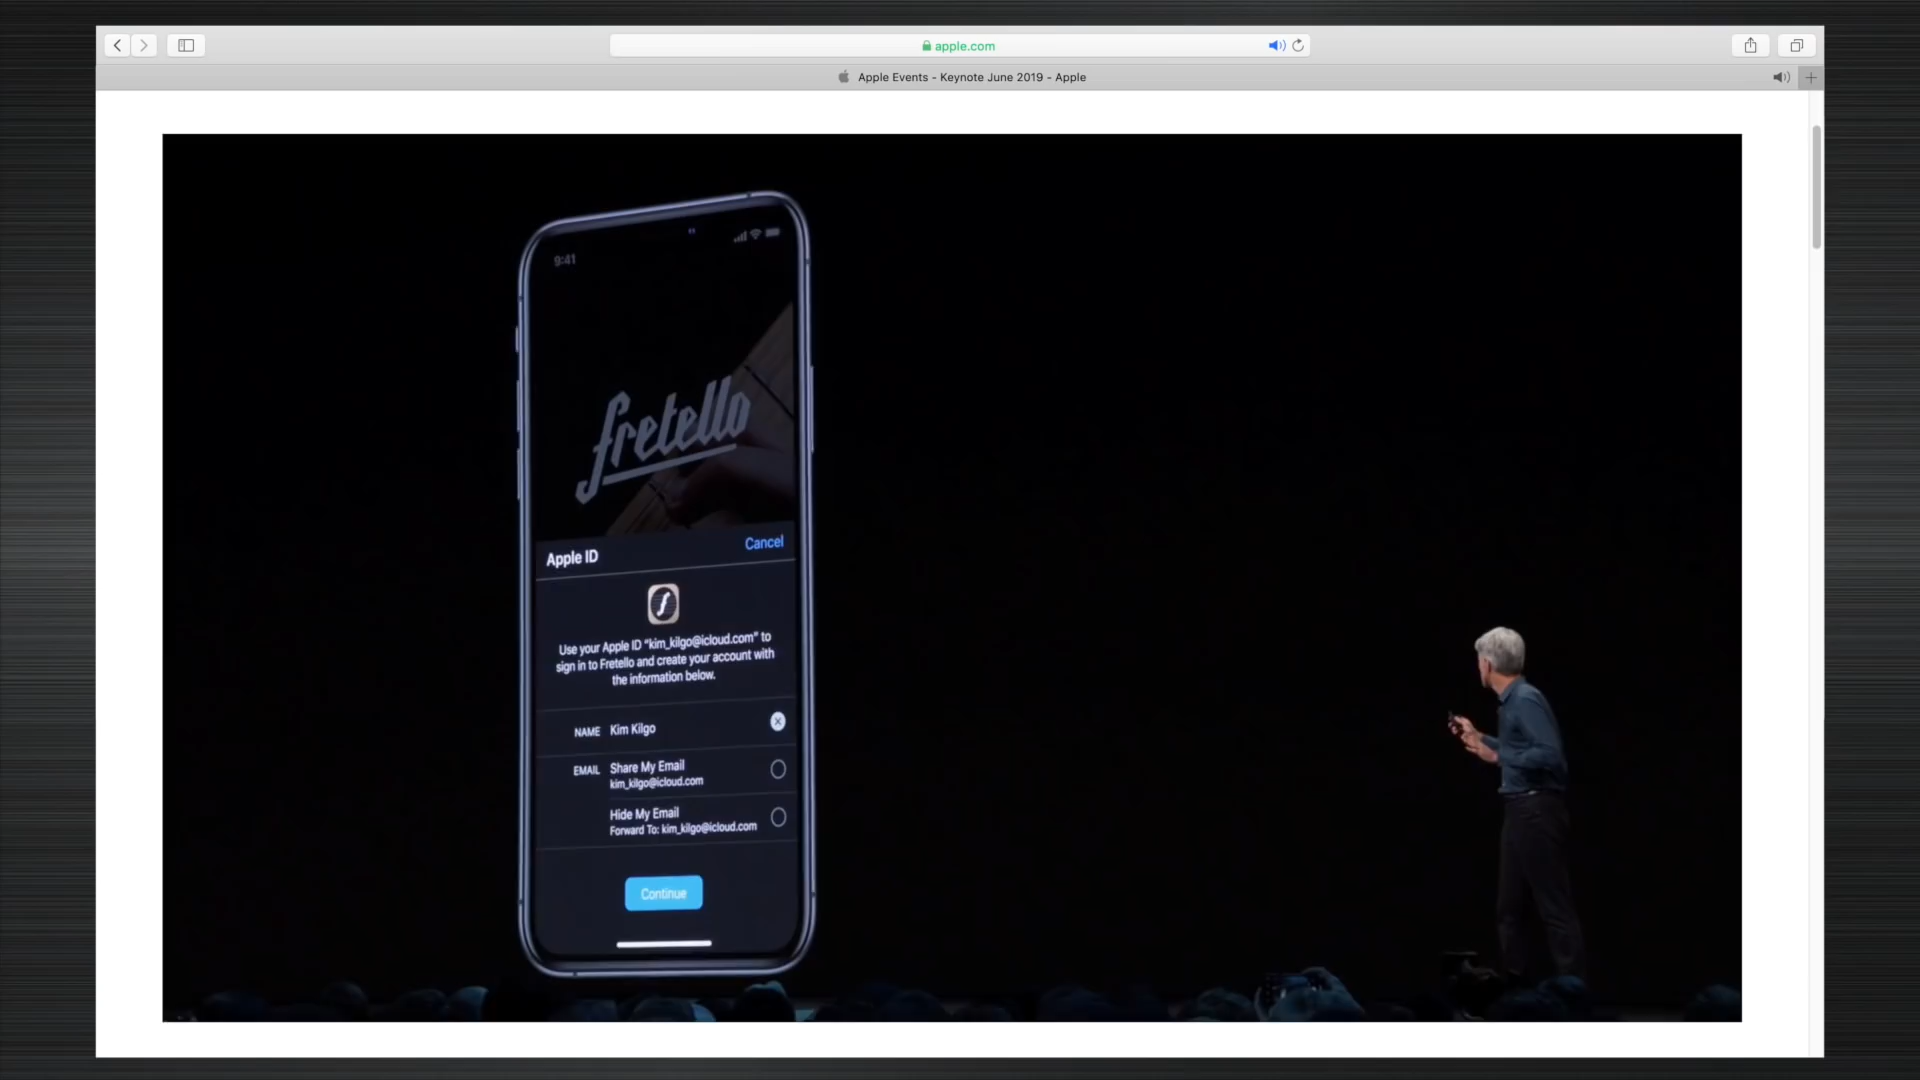 apple.com
Apple Events - Keynote June 2019 - Apple
9:41
fretello
Apple ID
Cancel
Use your Apple ID "kim_kilgo@icloud.com" to
sign in to Fretello and create your account with
the information below.
NAME Kim Kilgo
EMAIL Share My Email
kim_kilgo@icloud.com
Hide My Email
Forward To: kim_kilgo@icloud.com
Continue